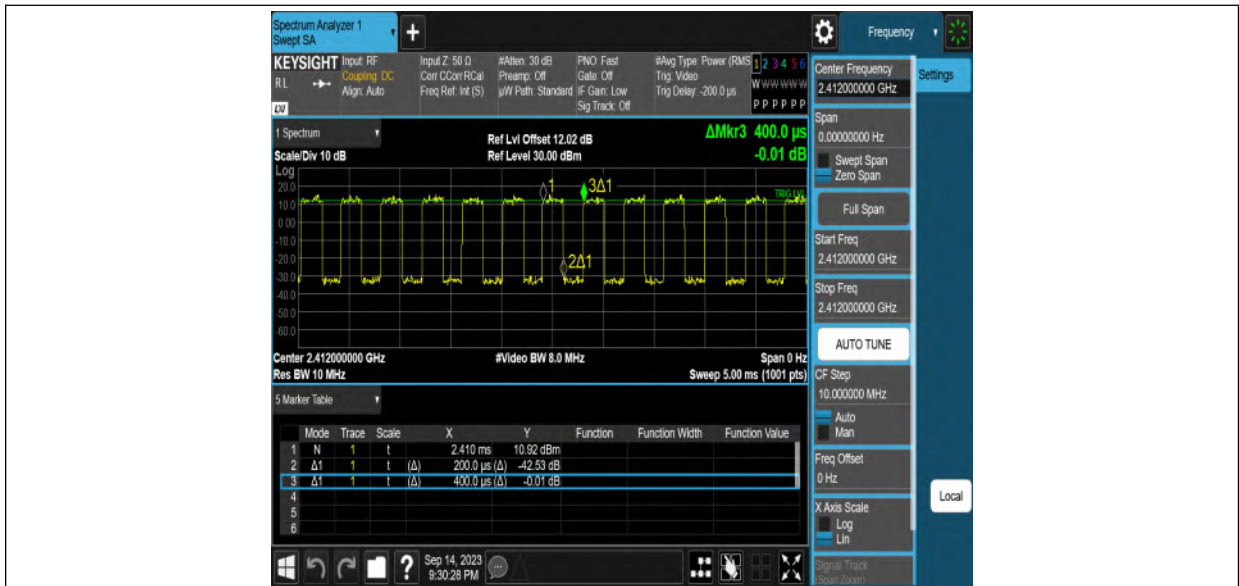 Spectrum Analyzer 1
Swept SA
+
Frequency
KEYSIGHT
RL
LXI
Input: RF
Coupling: DC
Align: Auto
Input Z: 50 Ω
Corr CCorr RCal
Freq Ref: Int (S)
#Atten: 30 dB
Preamp: Off
µW Path: Standard
PNO: Fast
Gate: Off
IF Gain: Low
Sig Track: Off
#Avg Type: Power (RMS
Trig: Video
Trig Delay: -200.0 µs
1 2 3 4 5 6
W W W W W W
P P P P P P
1 Spectrum
Scale/Div 10 dB
Ref Lvl Offset 12.02 dB
Ref Level 30.00 dBm
ΔMkr3 400.0 µs
-0.01 dB
Log
20.0
10.0
0.00
-10.0
-20.0
-30.0
-40.0
-50.0
-60.0
1
3Δ1
2Δ1
TRIG LVL
Center 2.412000000 GHz
Res BW 10 MHz
#Video BW 8.0 MHz
Span 0 Hz
Sweep 5.00 ms (1001 pts)
5 Marker Table
Mode Trace Scale X Y Function Function Width Function Value
1 N 1 t 2.410 ms 10.92 dBm
2 Δ1 1 t (Δ) 200.0 µs (Δ) -42.53 dB
3 Δ1 1 t (Δ) 400.0 µs (Δ) -0.01 dB
4
5
6
?
Sep 14, 2023
9:30:28 PM
Center Frequency
2.412000000 GHz
Settings
Span
0.00000000 Hz
Swept Span
Zero Span
Full Span
Start Freq
2.412000000 GHz
Stop Freq
2.412000000 GHz
AUTO TUNE
CF Step
10.000000 MHz
Auto
Man
Freq Offset
0 Hz
X Axis Scale
Log
Lin
Local
Signal Track
(Span Zoom)